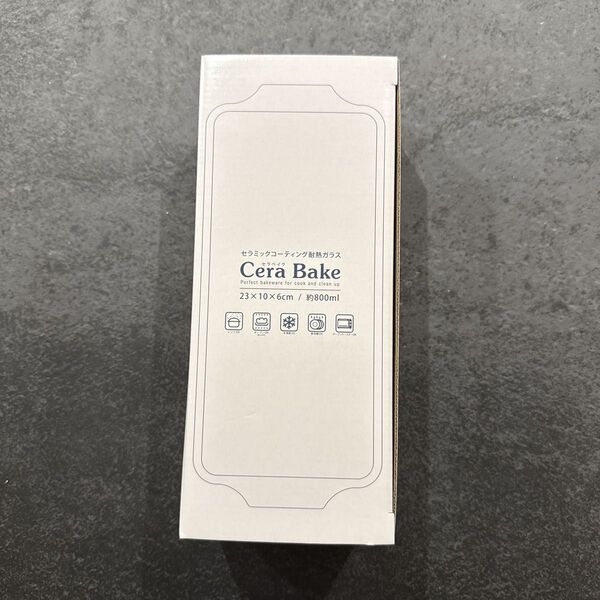 セラミックコーティング耐熱ガラス
セラベイク
Cera Bake
Perfect bakeware for cook and clean up
23×10×6cm / 約800ml